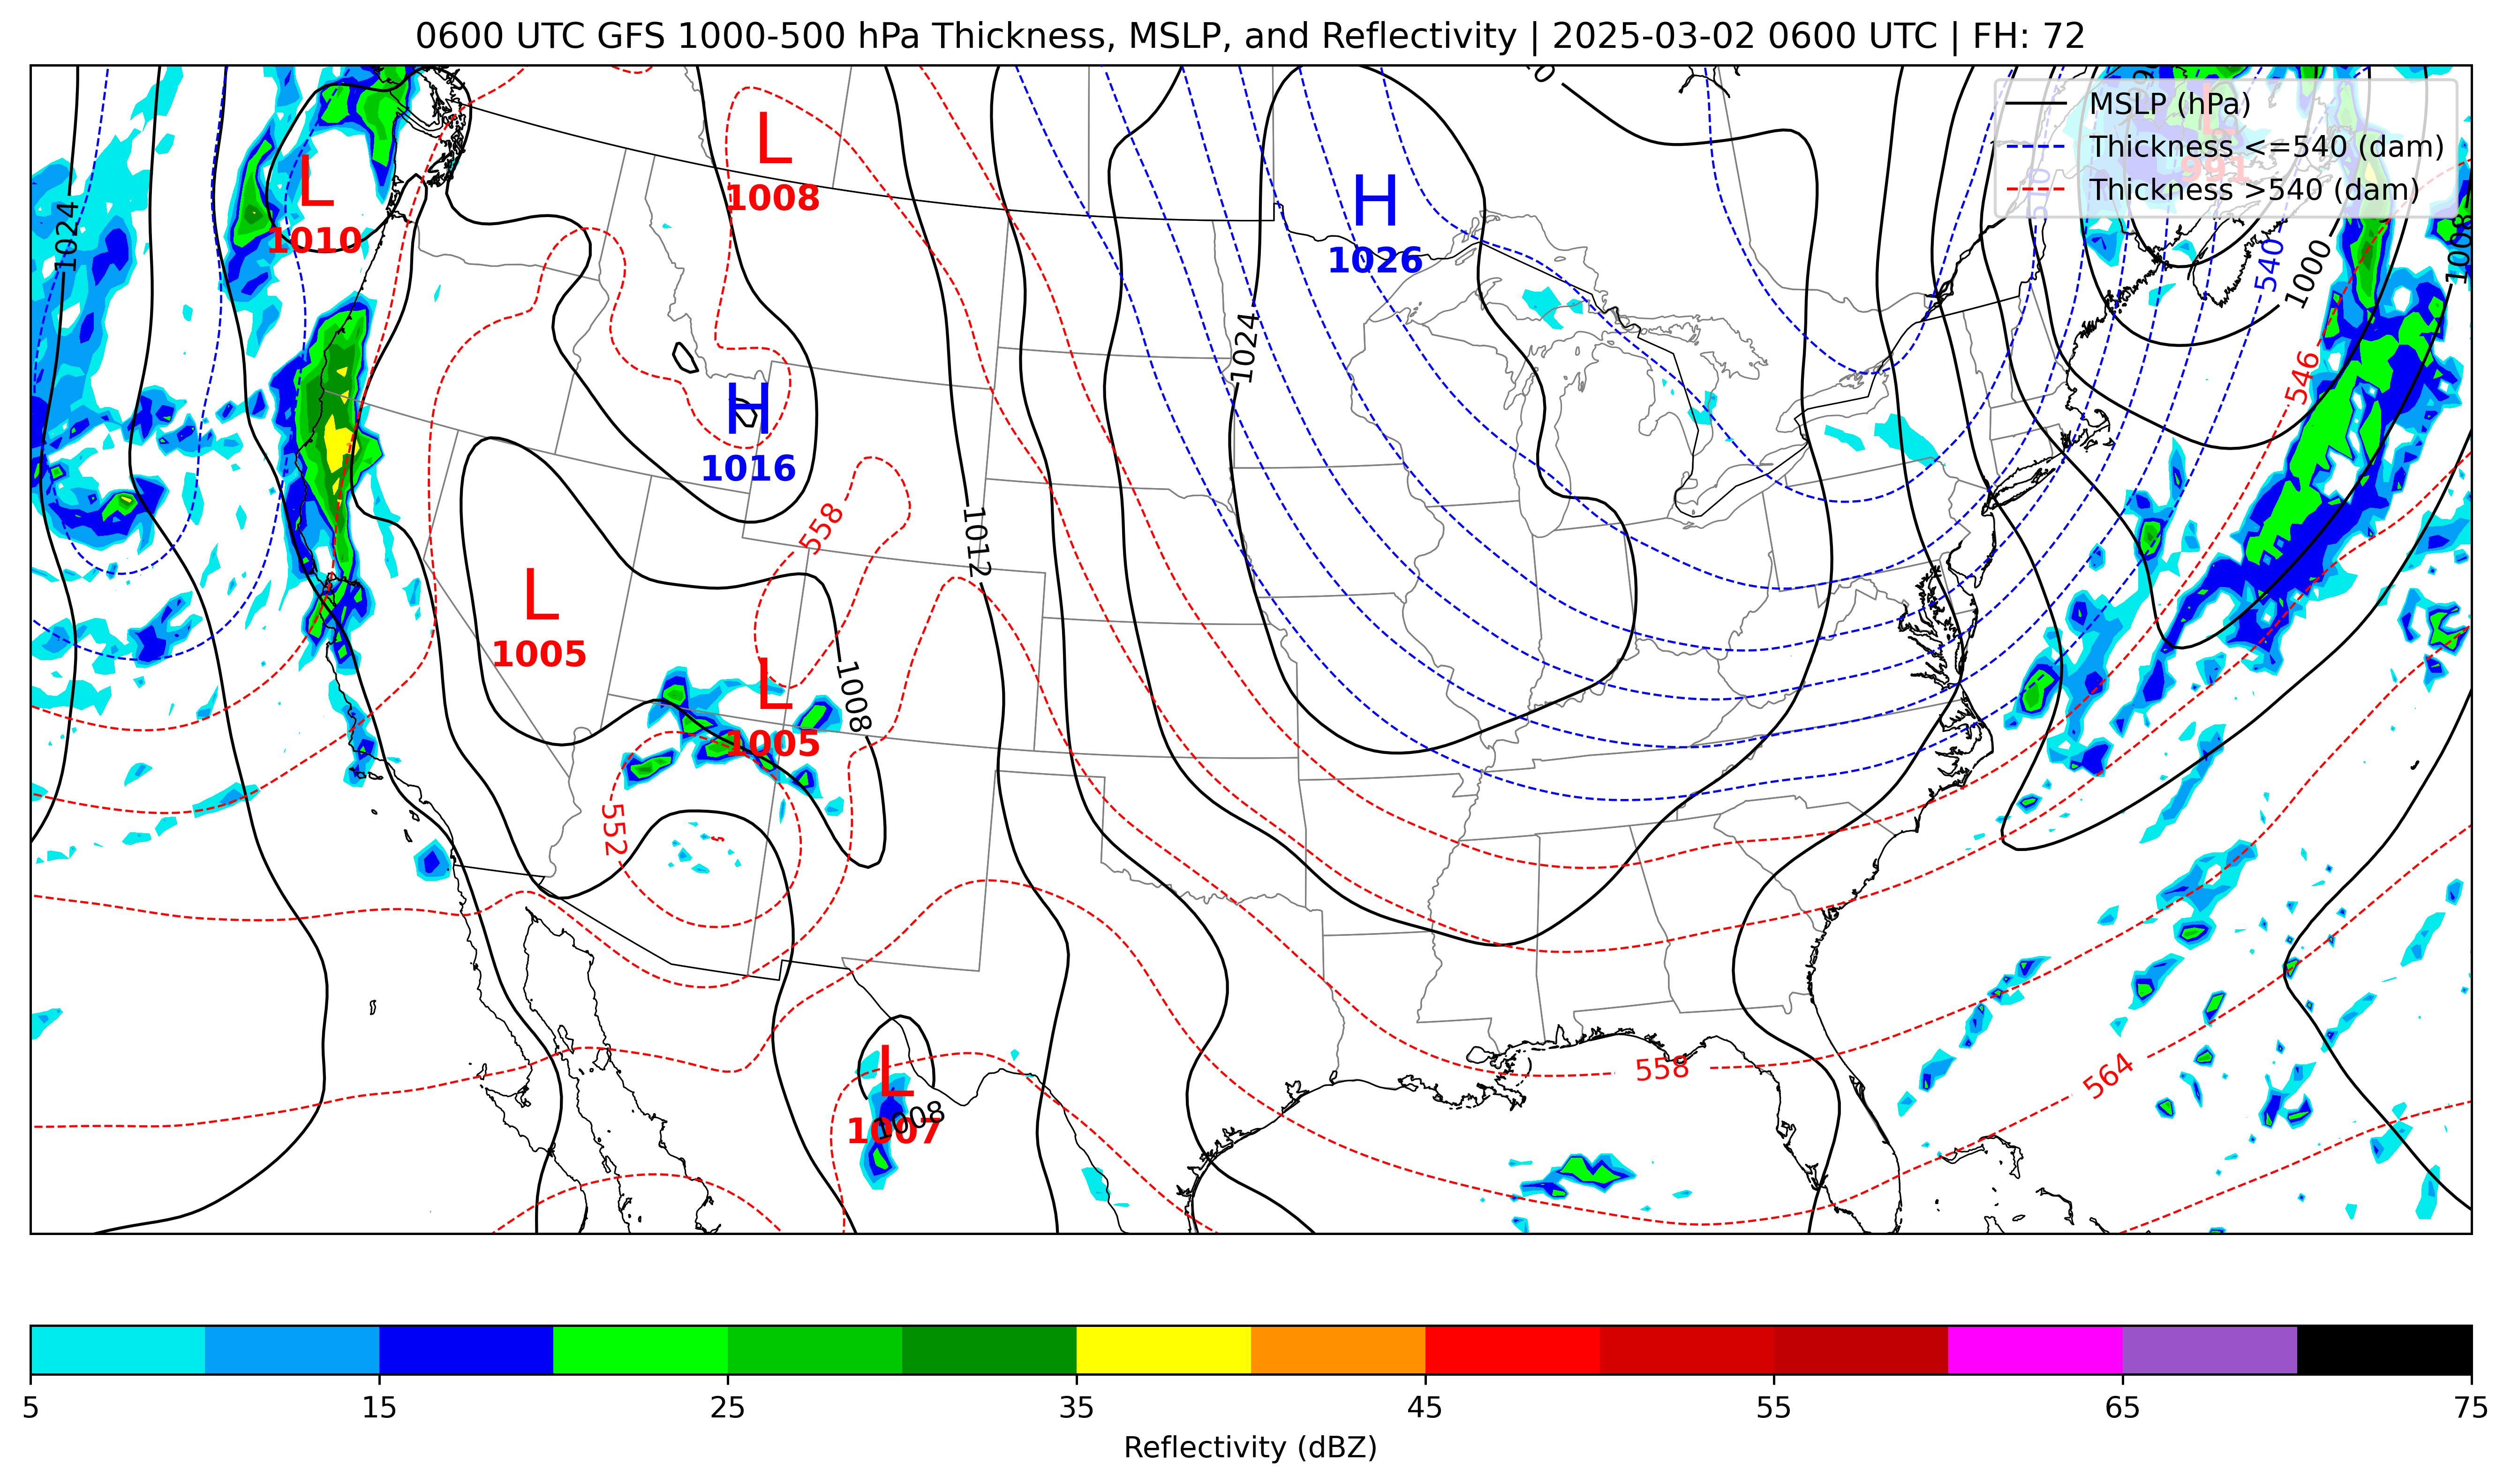 0600 UTC GFS 1000-500 hPa Thickness, MSLP, and Reflectivity | 2025-03-02 0600 UTC | FH: 72
MSLP (hPa)
Thickness <=540 (dam)
Thickness >540 (dam)
L
991
L
1008
H
1026
L
1010
1024
1000
1008
540
546
1024
H
1016
558
1012
L
1005
L
1005
1008
552
L
1007
1008
558
564
5 15 25 35 45 55 65 75
Reflectivity (dBZ)